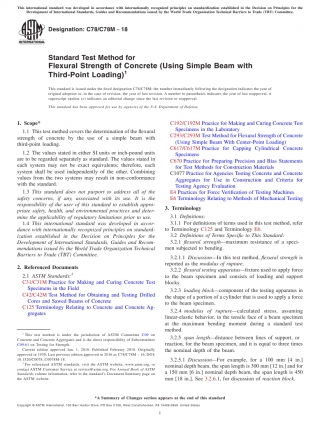 This international standard was developed in accordance with internationally recognized principles on standardization established in the Decision on Principles for the
Development of International Standards, Guides and Recommendations issued by the World Trade Organization Technical Barriers to Trade (TBT) Committee.
Designation: C78/C78M − 18
INTERNATIONAL
Standard Test Method for
Flexural Strength of Concrete (Using Simple Beam with
Third-Point Loading)1
This standard is issued under the fixed designation C78/C78M; the number immediately following the designation indicates the year of
original adoption or, in the case of revision, the year of last revision. A number in parentheses indicates the year of last reapproval. A
superscript epsilon (ε) indicates an editorial change since the last revision or reapproval.
This standard has been approved for use by agencies of the U.S. Department of Defense.
1. Scope*
1.1 This test method covers the determination of the flexural
strength of concrete by the use of a simple beam with
third-point loading.
1.2 The values stated in either SI units or inch-pound units
are to be regarded separately as standard. The values stated in
each system may not be exact equivalents; therefore, each
system shall be used independently of the other. Combining
values from the two systems may result in non-conformance
with the standard.
1.3 This standard does not purport to address all of the
safety concerns, if any, associated with its use. It is the
responsibility of the user of this standard to establish appro-
priate safety, health, and environmental practices and deter-
mine the applicability of regulatory limitations prior to use.
1.4 This international standard was developed in accor-
dance with internationally recognized principles on standard-
ization established in the Decision on Principles for the
Development of International Standards, Guides and Recom-
mendations issued by the World Trade Organization Technical
Barriers to Trade (TBT) Committee.
2. Referenced Documents
2.1 ASTM Standards:2
C31/C31M Practice for Making and Curing Concrete Test
Specimens in the Field
C42/C42M Test Method for Obtaining and Testing Drilled
Cores and Sawed Beams of Concrete
C125 Terminology Relating to Concrete and Concrete Ag-
gregates
1 This test method is under the jurisdiction of ASTM Committee C09 on
Concrete and Concrete Aggregates and is the direct responsibility of Subcommittee
C09.61 on Testing for Strength.
Current edition approved Jan. 1, 2018. Published February 2018. Originally
approved in 1930. Last previous edition approved in 2016 as C78/C78M – 16.
2 For referenced ASTM standards, visit the ASTM website, www.astm.org, or
contact ASTM Customer Service at service@astm.org. For Annual Book of ASTM
Standards volume information, refer to the standard's Document Summary page on
the ASTM website.
C192/C192M Practice for Making and Curing Concrete Test
Specimens in the Laboratory
C293/C293M Test Method for Flexural Strength of Concrete
(Using Simple Beam With Center-Point Loading)
C617/C617M Practice for Capping Cylindrical Concrete
Specimens
C670 Practice for Preparing Precision and Bias Statements
for Test Methods for Construction Materials
C1077 Practice for Agencies Testing Concrete and Concrete
Aggregates for Use in Construction and Criteria for
Testing Agency Evaluation
E4 Practices for Force Verification of Testing Machines
E6 Terminology Relating to Methods of Mechanical Testing
3. Terminology
3.1 Definitions:
3.1.1 For definitions of terms used in this test method, refer
to Terminology C125 and Terminology E6.
3.2 Definitions of Terms Specific to This Standard:
3.2.1 flexural strength—maximum resistance of a speci-
men subjected to bending.
3.2.1.1 Discussion—In this test method, flexural strength is
reported as the modulus of rupture.
3.2.2 flexural testing apparatus—fixture used to apply force
to the beam specimen and consists of loading and support
blocks.
3.2.3 loading block—component of the testing apparatus in
the shape of a portion of a cylinder that is used to apply a force
to the beam specimen.
3.2.4 modulus of rupture—calculated stress, assuming
linear-elastic behavior, in the tensile face of a beam specimen
at the maximum bending moment during a standard test
method.
3.2.5 span length—distance between lines of support, or
reaction, for the beam specimen, and it is equal to three times
the nominal depth of the beam.
3.2.5.1 Discussion—For example, for a 100 mm [4 in.]
nominal depth beam, the span length is 300 mm [12 in.] and for
a 150 mm [6 in.] nominal depth beam, the span length is 450
mm [18 in.]. See 3.2.6.1, for discussion of reaction block.
*A Summary of Changes section appears at the end of this standard
Copyright © ASTM International, 100 Barr Harbor Drive, PO Box C700, West Conshohocken, PA 19428-2959. United States
1